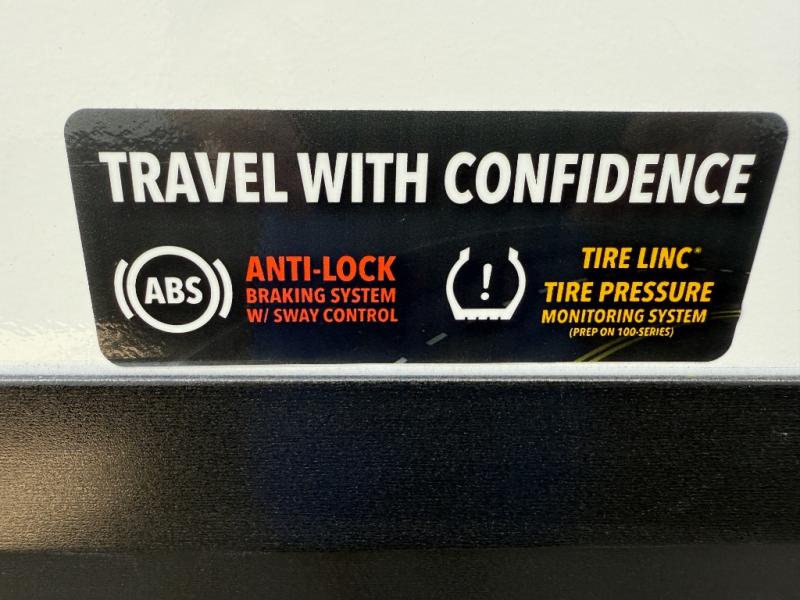 TRAVEL WITH CONFIDENCE
ABS
ANTI-LOCK
BRAKING SYSTEM
W/ SWAY CONTROL
!
TIRE LINC®
TIRE PRESSURE
MONITORING SYSTEM
(PREP ON 100-SERIES)